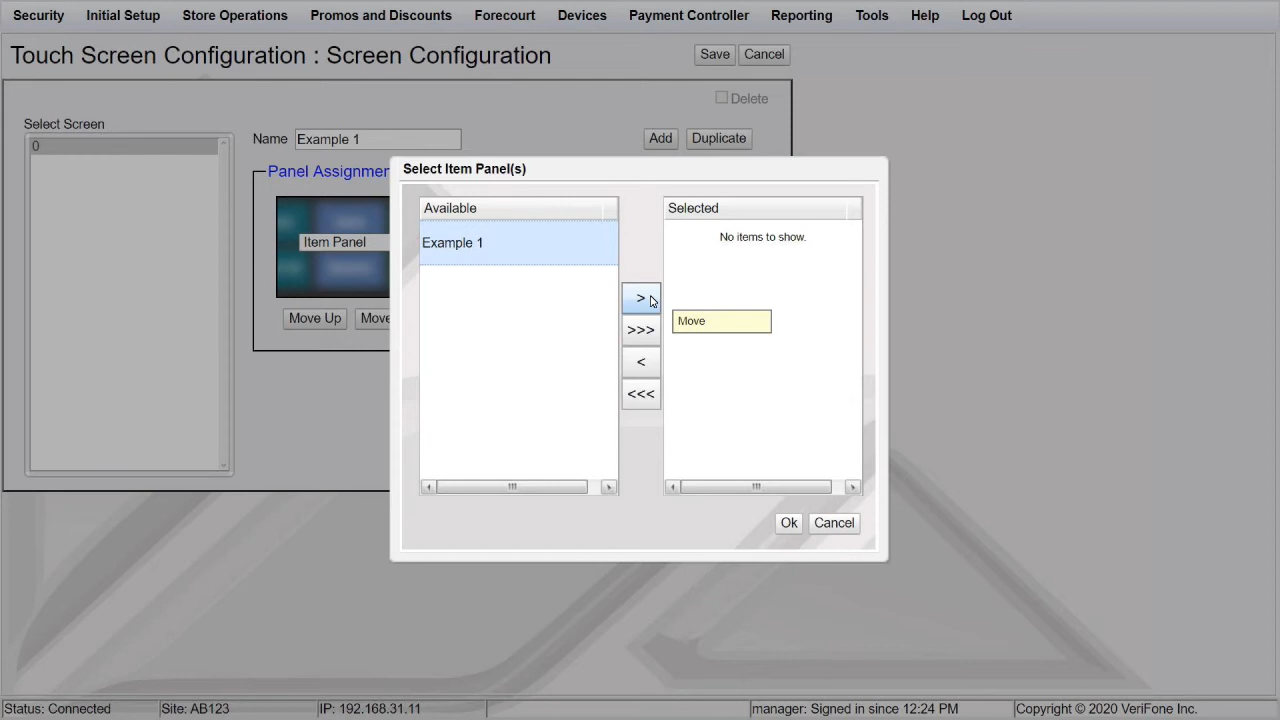 Security Initial Setup Store Operations Promos and Discounts Forecourt Devices Payment Controller Reporting Tools Help Log Out
Touch Screen Configuration : Screen Configuration Save Cancel
Delete
Select Screen
0
Name Example 1 Add Duplicate
Select Item Panel(s)
Panel Assignmen
Available Selected
Item Panel Example 1 No items to show.
>
Move Up Move
Move
>>>
<
<<<
Ok Cancel
Status: Connected Site: AB123 IP: 192.168.31.11 manager: Signed in since 12:24 PM Copyright © 2020 VeriFone Inc.